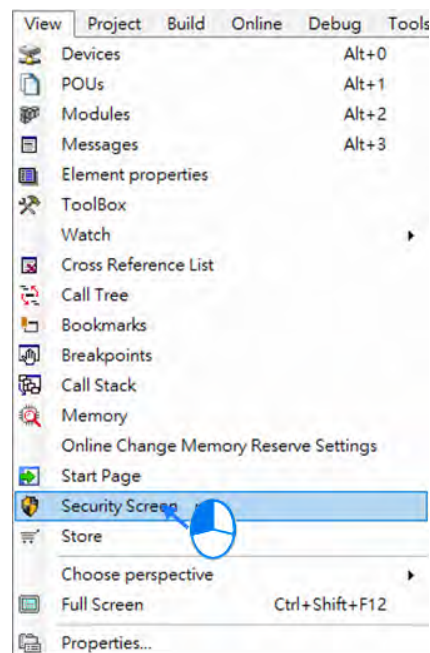 View Project Build Online Debug Tools
Devices Alt+0
POUs Alt+1
Modules Alt+2
Messages Alt+3
Element properties
ToolBox
Watch
Cross Reference List
Call Tree
Bookmarks
Breakpoints
Call Stack
Memory
Online Change Memory Reserve Settings
Start Page
Security Screen
Store
Choose perspective
Full Screen Ctrl+Shift+F12
Properties...